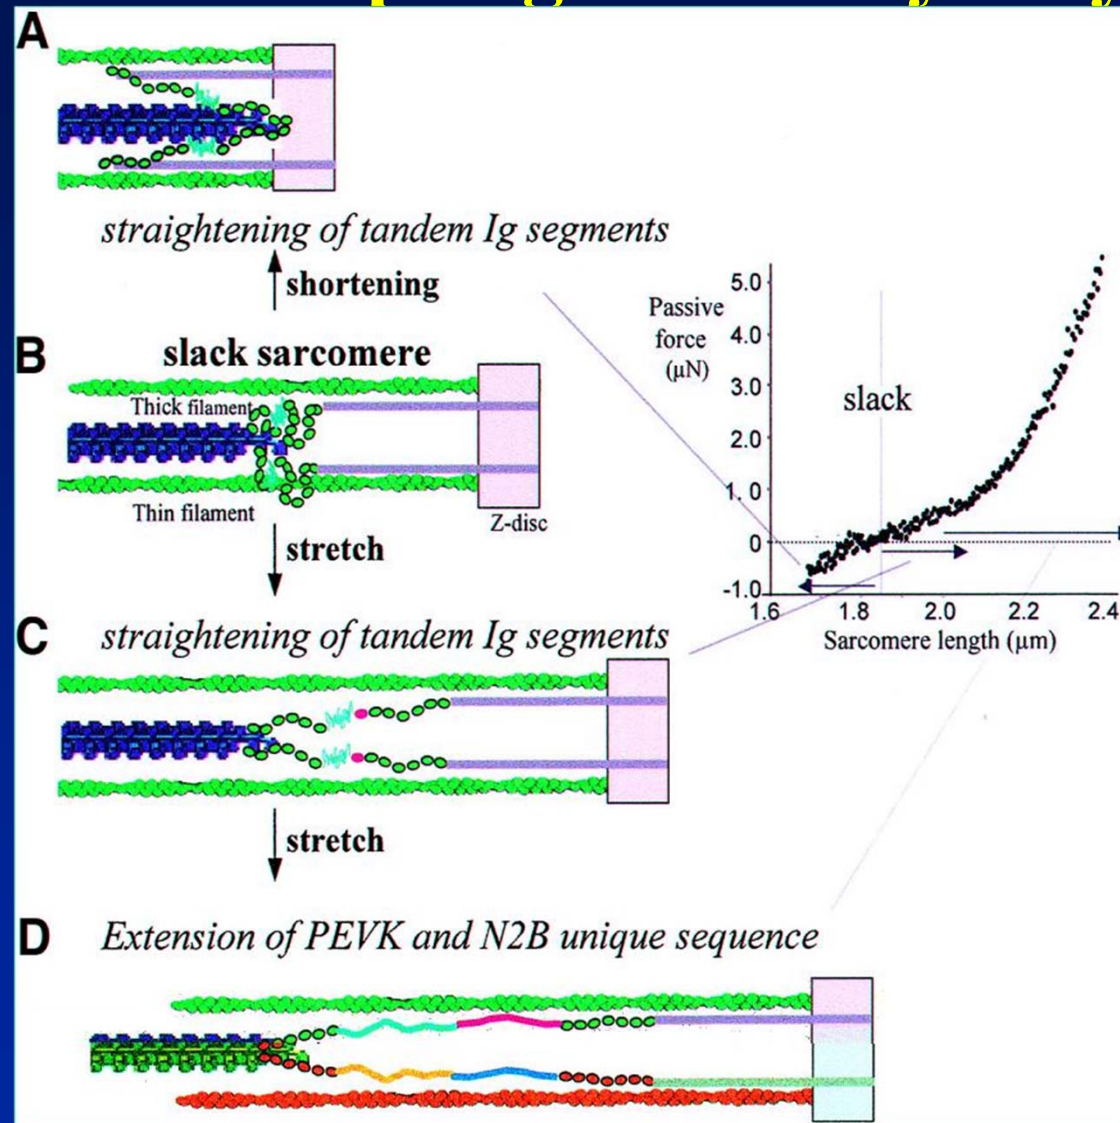 A
straightening of tandem Ig segments
shortening
B
slack sarcomere
Thick filament
Thin filament
Z-disc
stretch
C
straightening of tandem Ig segments
stretch
D
Extension of PEVK and N2B unique sequence
Passive
force
(µN)
slack
5.0
4.0
3.0
2.0
1.0
0
-1.0
1.6
1.8
2.0
2.2
2.4
Sarcomere length (µm)